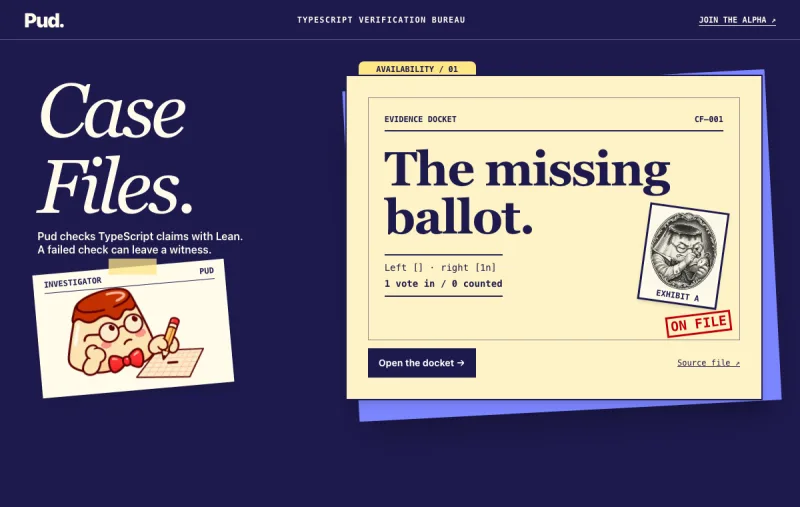 Pud.
TYPESCRIPT VERIFICATION BUREAU
JOIN THE ALPHA ↗
Case
Files.
Pud checks TypeScript claims with Lean.
A failed check can leave a witness.
INVESTIGATOR
PUD
AVAILABILITY / 01
EVIDENCE DOCKET
CF—001
The missing
ballot.
Left [] · right [1n]
1 vote in / 0 counted
EXHIBIT A
ON FILE
Open the docket →
Source file ↗